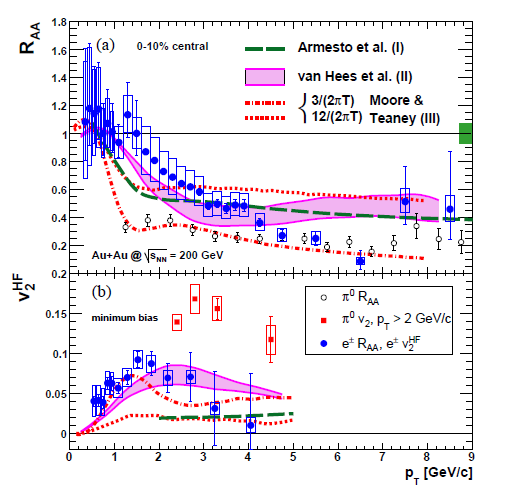 R_AA
1.8
1.6
1.4
1.2
1
0.8
0.6
0.4
0.2
(a)
0-10% central
Armesto et al. (I)
van Hees et al. (II)
3/(2πT) Moore &
12/(2πT) Teaney (III)
Au+Au @ √s_NN = 200 GeV
v_2^HF
0.2
0.15
0.1
0.05
0
(b)
minimum bias
π⁰ R_AA
π⁰ v_2, p_T > 2 GeV/c
e± R_AA, e± v_2^HF
0 1 2 3 4 5 6 7 8 9
p_T [GeV/c]